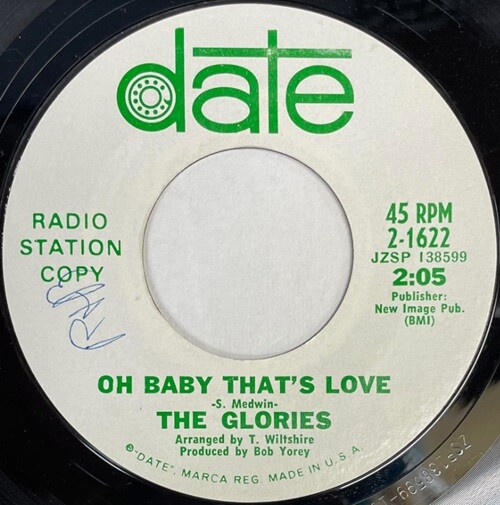 date
RADIO
STATION
COPY
45 RPM
2-1622
JZSP 138599
2:05
Publisher:
New Image Pub.
(BMI)
OH BABY THAT'S LOVE
-S. Medwin-
THE GLORIES
Arranged by T. Wiltshire
Produced by Bob Yorey
℗"DATE", MARCA REG. MADE IN U.S.A.